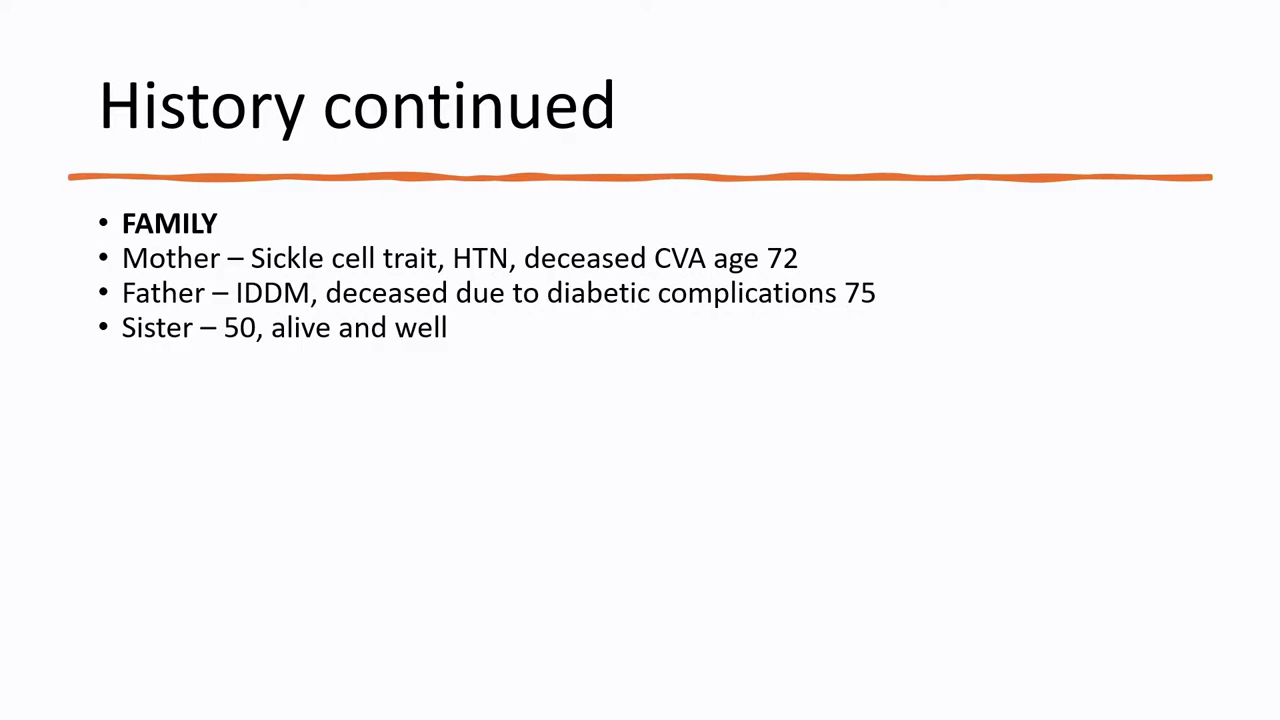 History continued
• FAMILY
• Mother – Sickle cell trait, HTN, deceased CVA age 72
• Father – IDDM, deceased due to diabetic complications 75
• Sister – 50, alive and well